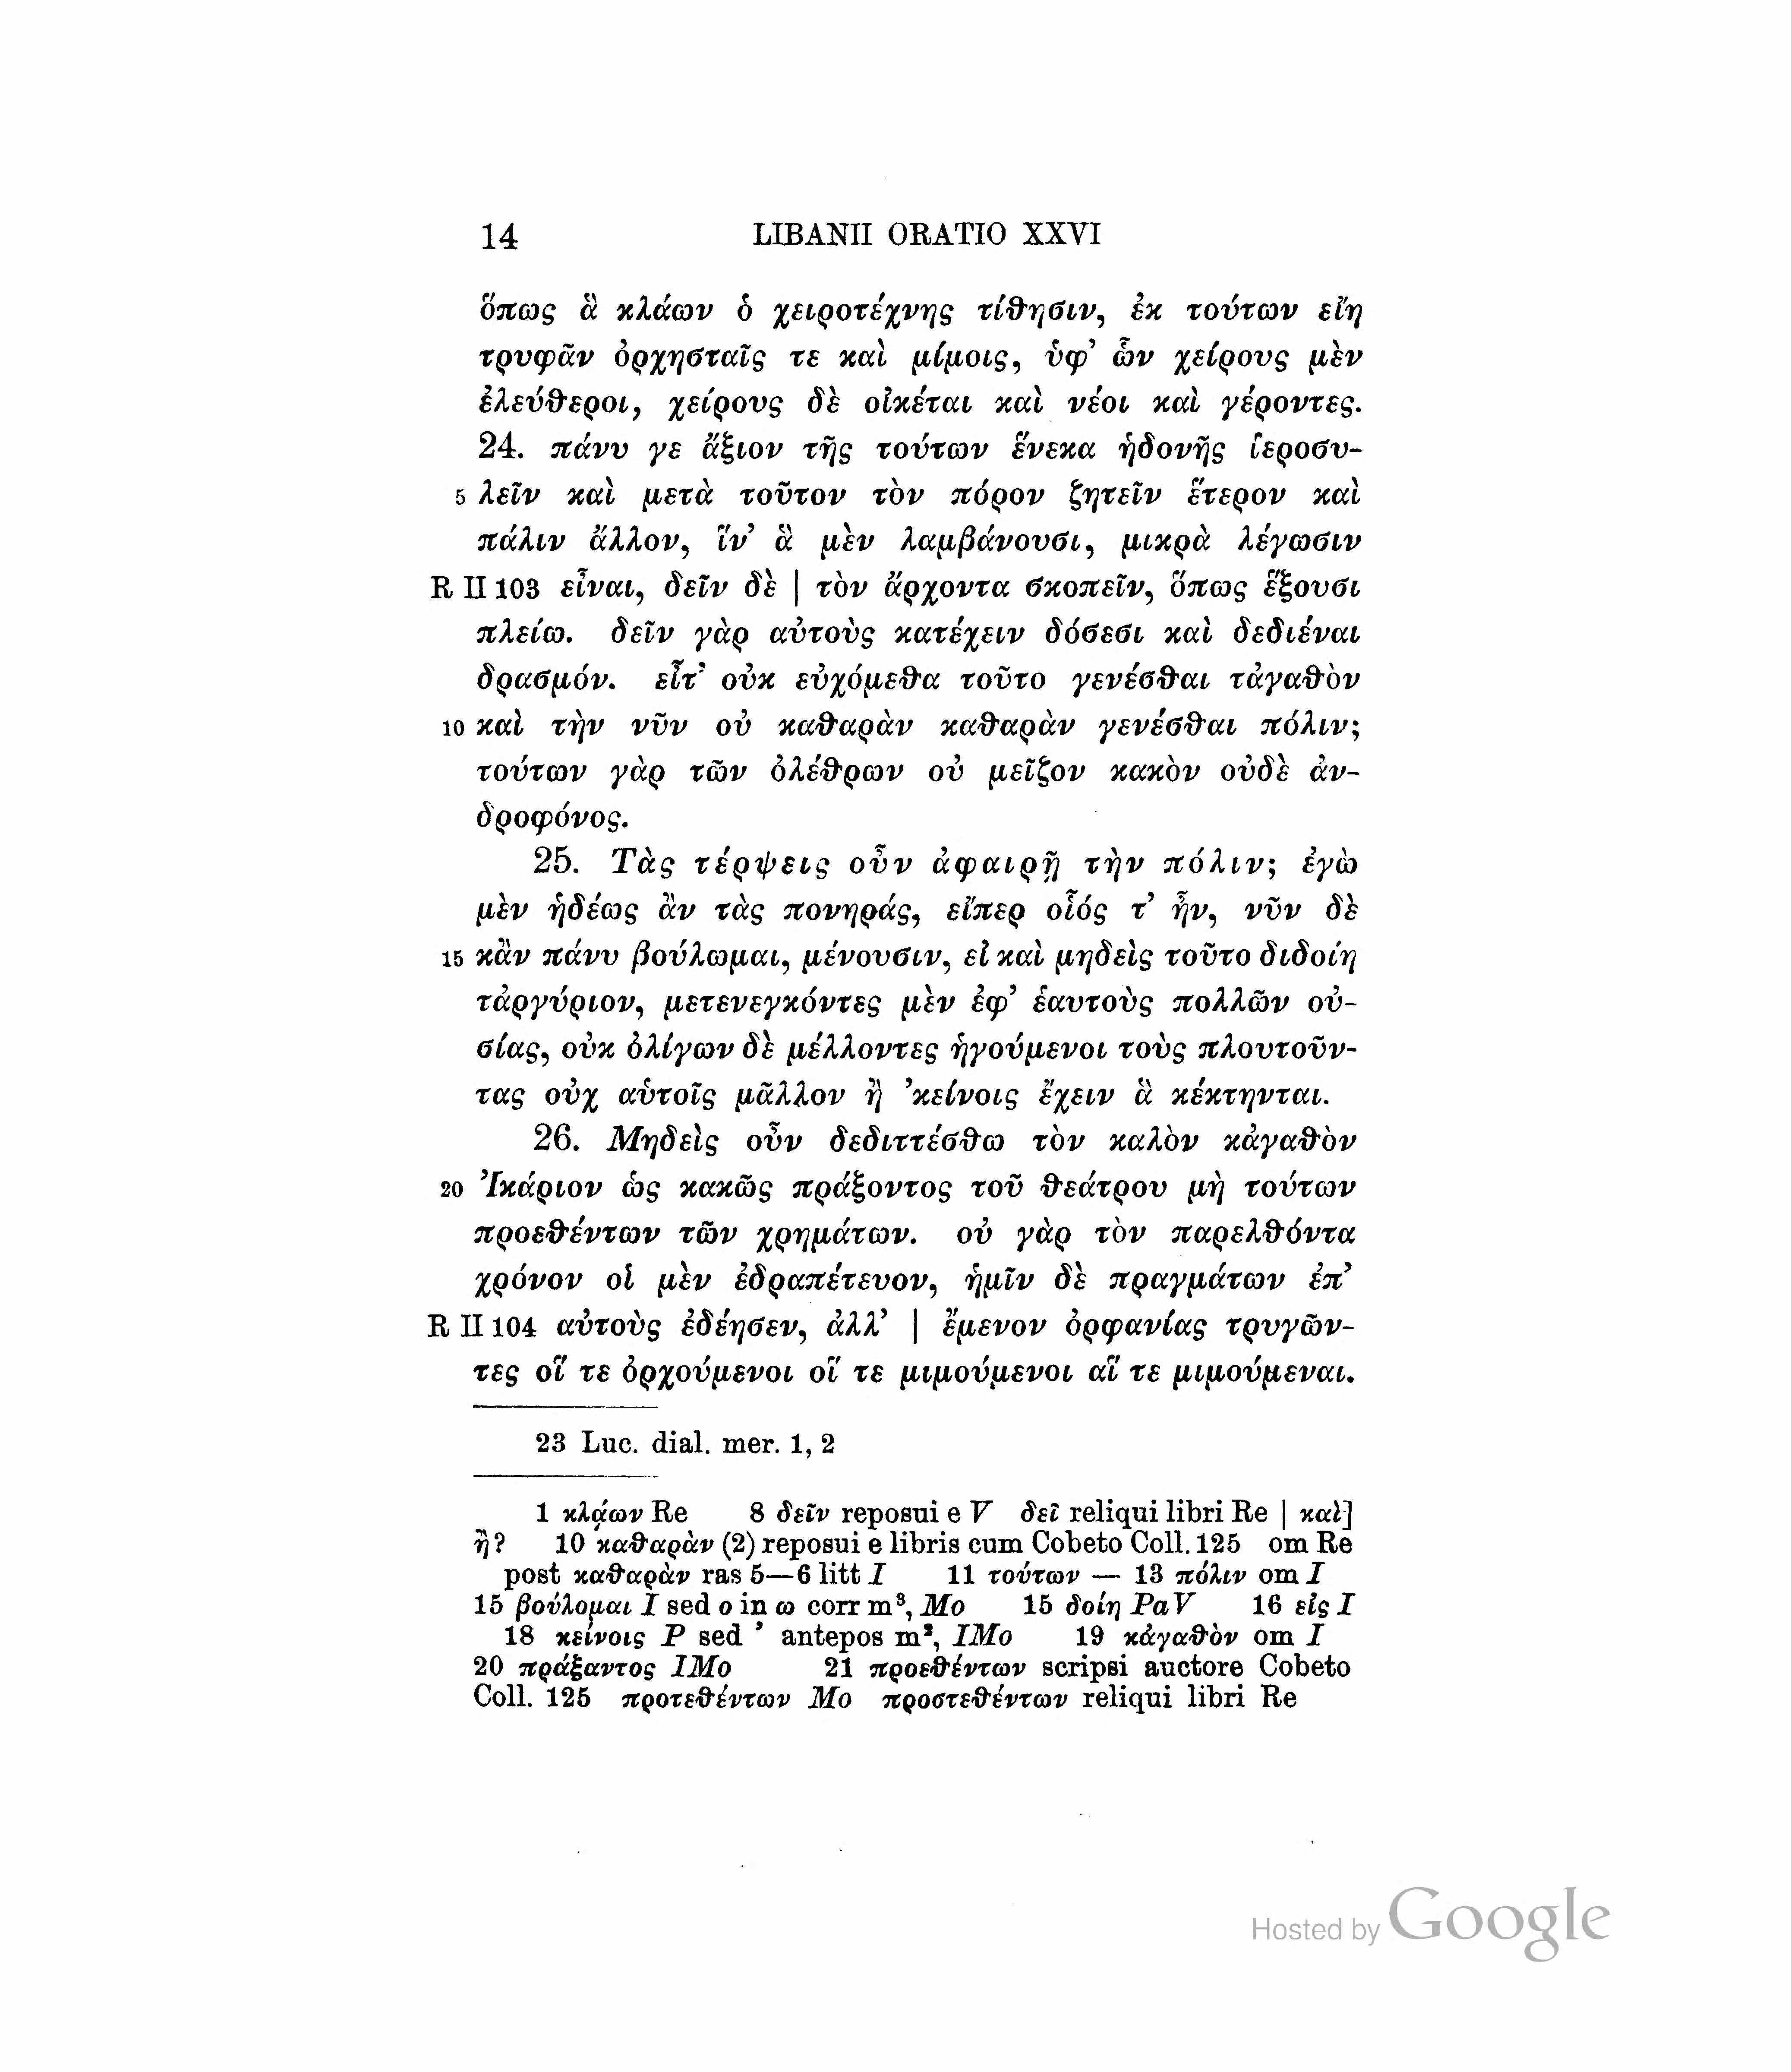 14 LIBANII ORATIO XXVI
ὅπως ἃ κλάων ὁ χειροτέχνης τίθησιν, ἐκ τούτων εἴη
τρυφᾶν ὀρχησταῖς τε καὶ μίμοις, ὑφ’ ὧν χείρους μὲν
ἐλεύθεροι, χείρους δὲ οἰκέται καὶ νέοι καὶ γέροντες.
24. πάνυ γε ἄξιον τῆς τούτων ἕνεκα ἡδονῆς ἱεροσυ-
5 λεῖν καὶ μετὰ τοῦτον τὸν πόρον ζητεῖν ἕτερον καὶ
πάλιν ἄλλον, ἵν’ ἃ μὲν λαμβάνουσι, μικρὰ λέγωσιν
R II 103 εἶναι, δεῖν δὲ | τὸν ἄρχοντα σκοπεῖν, ὅπως ἕξουσι
πλείω. δεῖν γὰρ αὐτοὺς κατέχειν δόσεσι καὶ δεδιέναι
δρασμόν. εἶτ’ οὐκ εὐχόμεθα τοῦτο γενέσθαι τἀγαθὸν
10 καὶ τὴν νῦν οὐ καθαρὰν καθαρὰν γενέσθαι πόλιν;
τούτων γὰρ τῶν ὀλέθρων οὐ μεῖζον κακὸν οὐδὲ ἀν-
δροφόνος.
25. Τὰς τέρψεις οὖν ἀφαιρῇ τὴν πόλιν; ἐγὼ
μὲν ἡδέως ἂν τὰς πονηράς, εἴπερ οἷός τ’ ἦν, νῦν δὲ
15 κἂν πάνυ βούλωμαι, μένουσιν, εἰ καὶ μηδεὶς τοῦτο διδοίη
τἀργύριον, μετενεγκόντες μὲν ἐφ’ ἑαυτοὺς πολλῶν οὐ-
σίας, οὐκ ὀλίγων δὲ μέλλοντες ἡγούμενοι τοὺς πλουτοῦν-
τας οὐχ αὑτοῖς μᾶλλον ἢ ’κείνοις ἔχειν ἃ κέκτηνται.
26. Μηδεὶς οὖν δεδιττέσθω τὸν καλὸν κἀγαθὸν
20 Ἰκάριον ὡς κακῶς πράξοντος τοῦ θεάτρου μὴ τούτων
προεθέντων τῶν χρημάτων. οὐ γὰρ τὸν παρελθόντα
χρόνον οἱ μὲν ἐδραπέτευον, ἡμῖν δὲ πραγμάτων ἐπ’
R II 104 αὐτοὺς ἐδέησεν, ἀλλ’ | ἔμενον ὀρφανίας τρυγῶν-
τες οἵ τε ὀρχούμενοι οἵ τε μιμούμενοι αἵ τε μιμούμεναι.
23 Luc. dial. mer. 1, 2
1 κλᾴων Re 8 δεῖν reposui e V δεῖ reliqui libri Re | καὶ]
ἢ? 10 καθαρὰν (2) reposui e libris cum Cobeto Coll. 125 om Re
post καθαρὰν ras 5—6 litt I 11 τούτων — 13 πόλιν om I
15 βούλομαι I sed ο in ω corr m³, Mo 15 δοίη Pa V 16 εἰς I
18 κείνοις P sed ’ antepos m², IMo 19 κἀγαθὸν om I
20 πράξαντος IMo 21 προεθέντων scripsi auctore Cobeto
Coll. 125 προτεθέντων Mo προστεθέντων reliqui libri Re
Hosted by Google